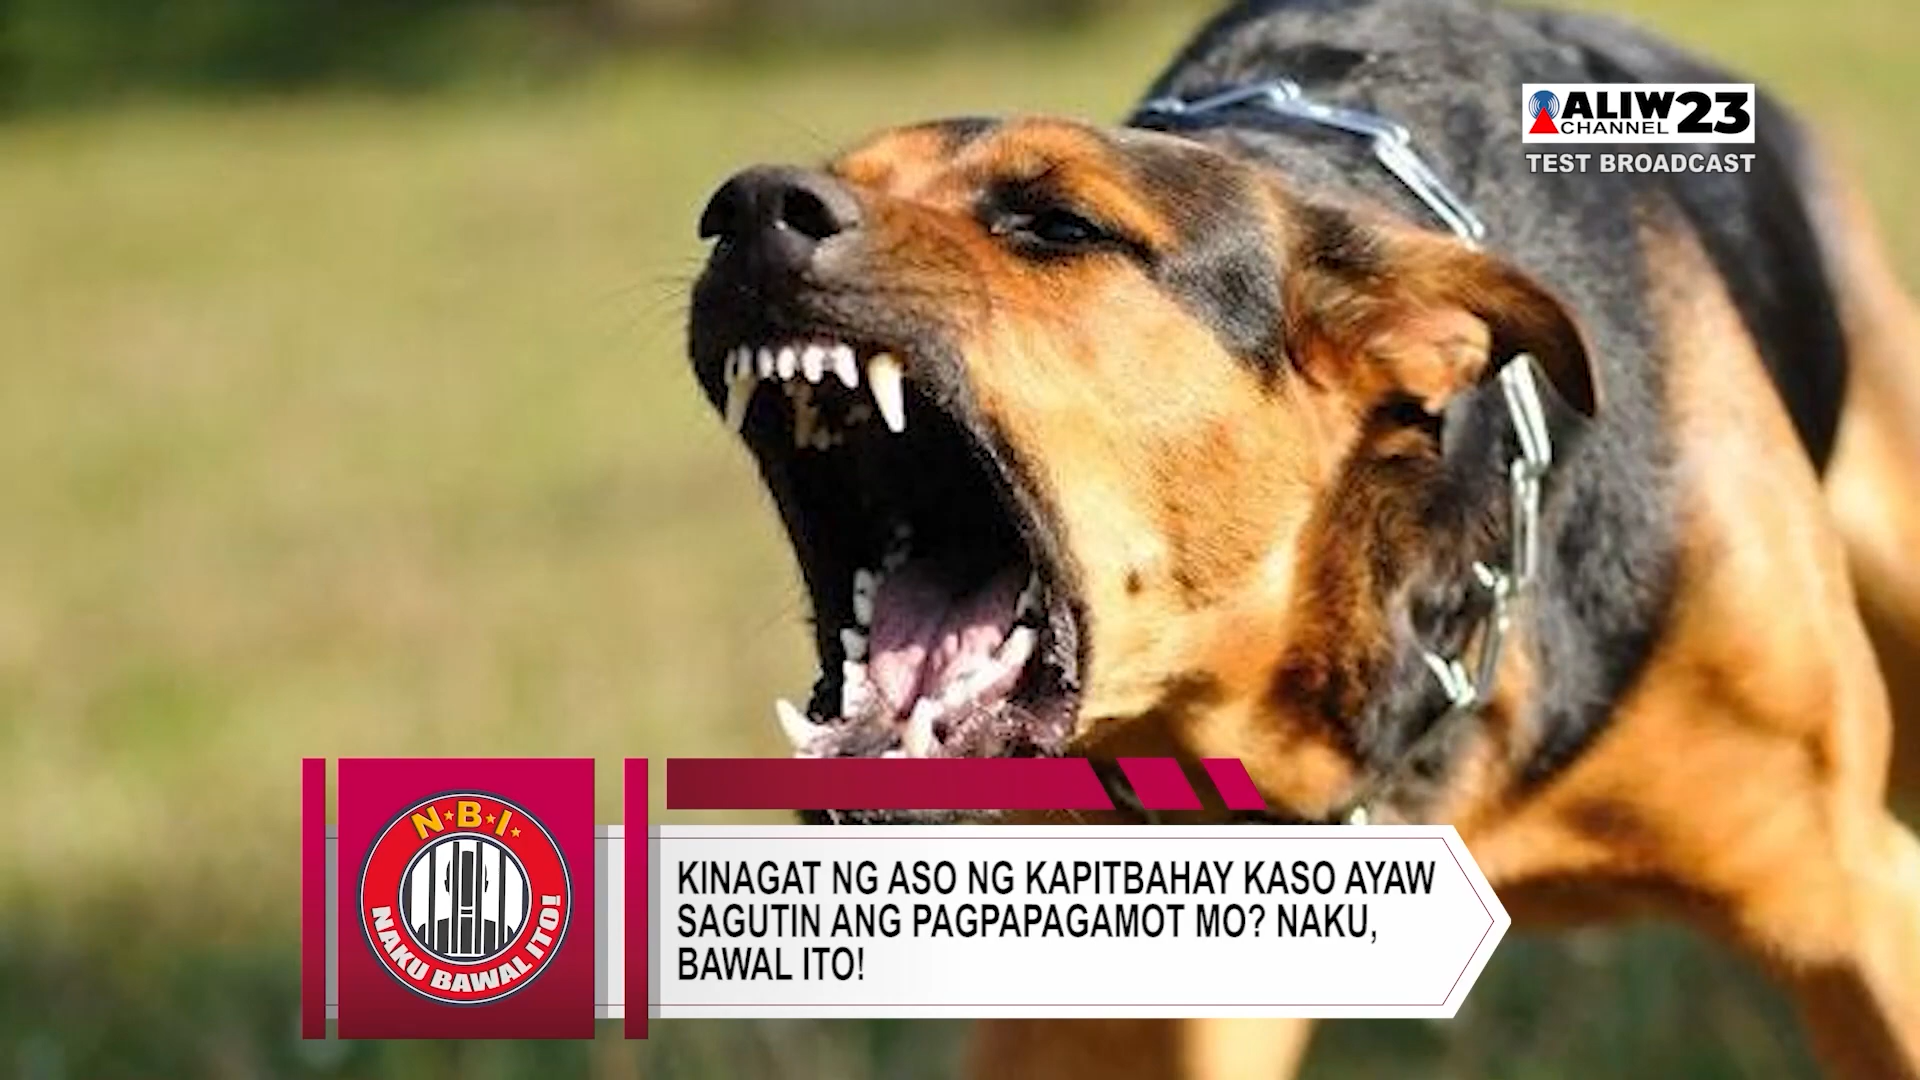 ALIW 23
CHANNEL
TEST BROADCAST
N★B★I★
NAKU BAWAL ITO!
KINAGAT NG ASO NG KAPITBAHAY KASO AYAW
SAGUTIN ANG PAGPAPAGAMOT MO? NAKU,
BAWAL ITO!